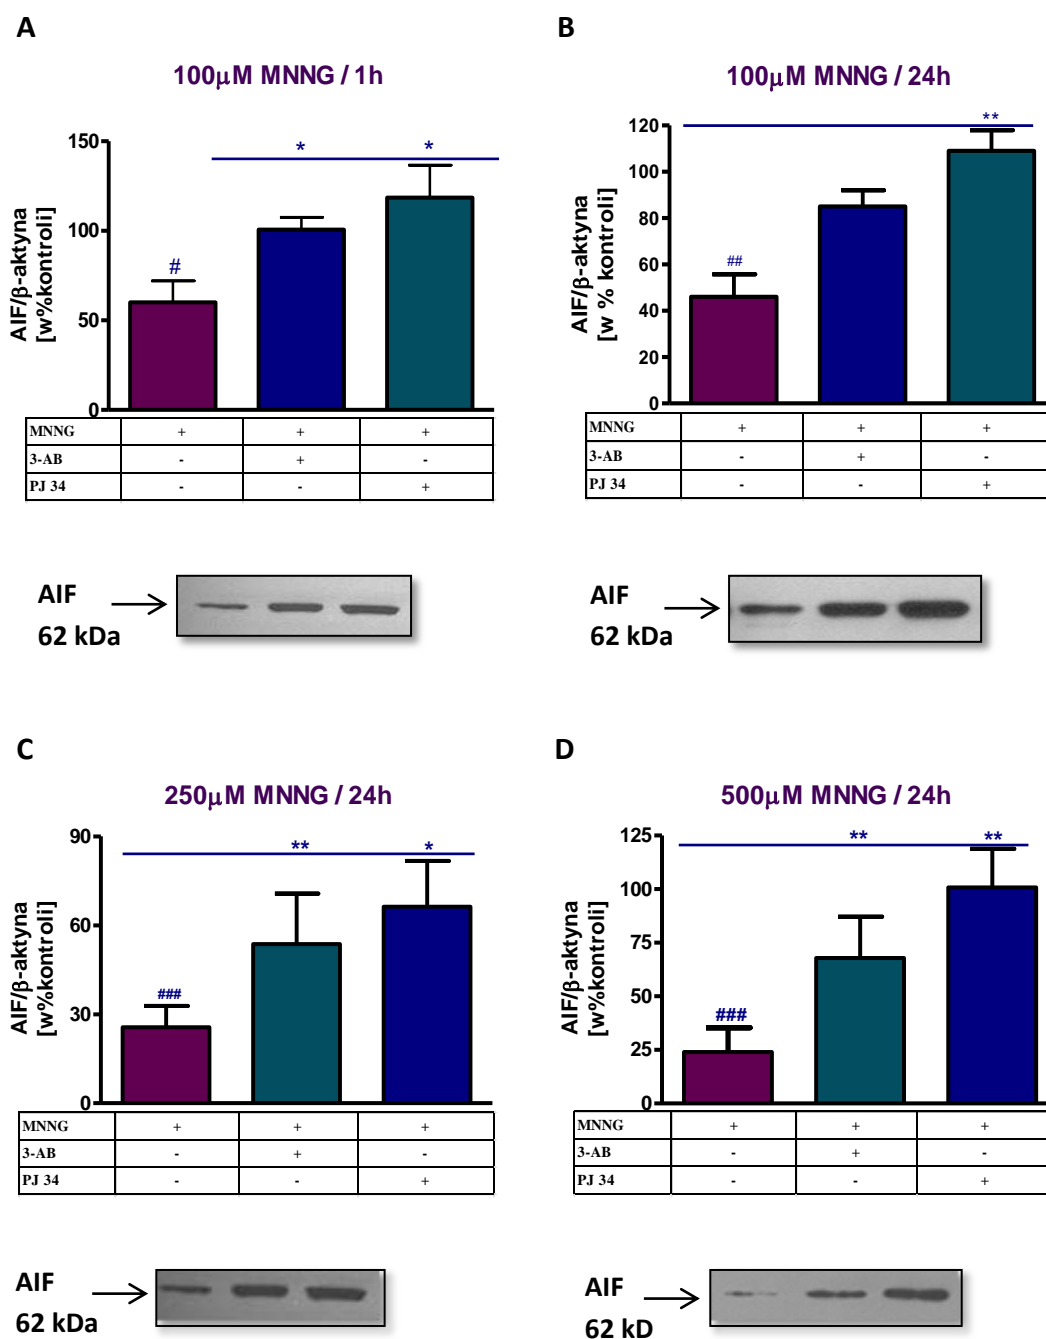 A
100μM MNNG / 1h
AIF/β-aktyna
[w%kontroli]
150
100
50
0
#
*
*
MNNG + + +
3-AB - + -
PJ 34 - - +
AIF
62 kDa
B
100μM MNNG / 24h
AIF/β-aktyna
[w % kontroli]
120
100
80
60
40
20
0
##
**
MNNG + + +
3-AB - + -
PJ 34 - - +
AIF
62 kDa
C
250μM MNNG / 24h
AIF/β-aktyna
[w%kontroli]
90
60
30
0
###
**
*
MNNG + + +
3-AB - + -
PJ 34 - - +
AIF
62 kDa
D
500μM MNNG / 24h
AIF/β-aktyna
[w%kontroli]
125
100
75
50
25
0
###
**
**
MNNG + + +
3-AB - + -
PJ 34 - - +
AIF
62 kD